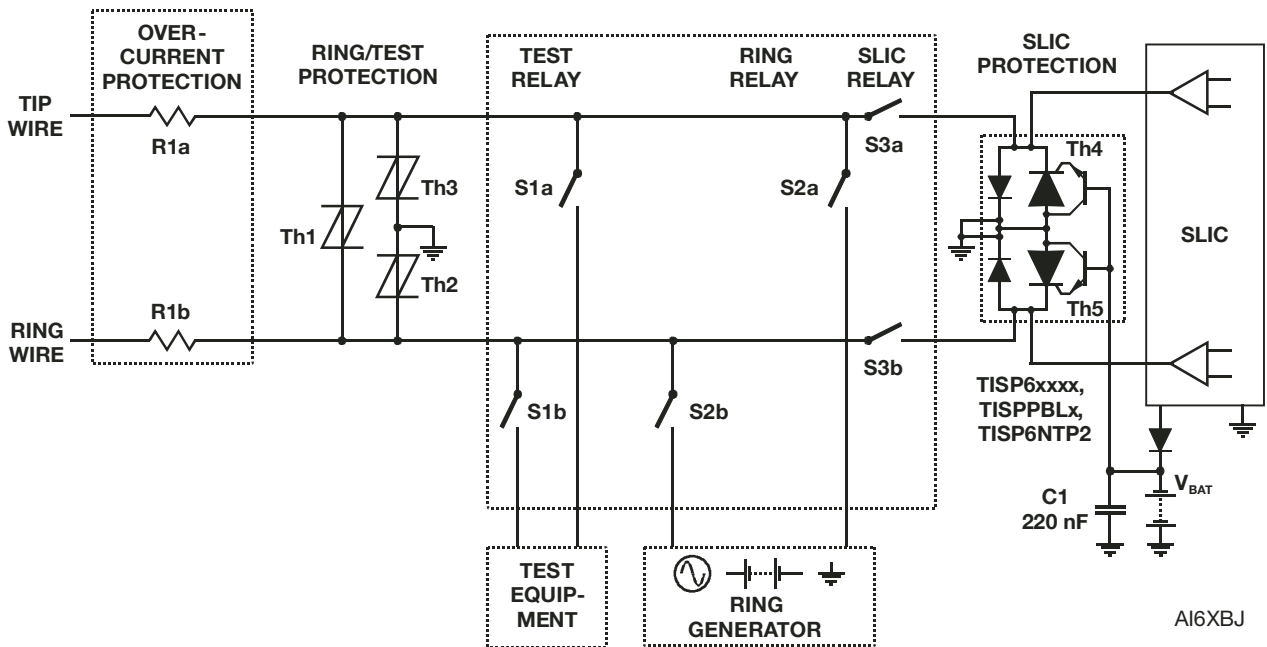 OVER-
CURRENT
PROTECTION
RING/TEST
PROTECTION
TEST
RELAY
RING
RELAY
SLIC
RELAY
SLIC
PROTECTION
TIP
WIRE
R1a
S3a
Th4
Th3
S1a
S2a
Th1
SLIC
Th2
R1b
Th5
RING
WIRE
S3b
TISP6xxxx,
TISPPBLx,
TISP6NTP2
S1b
S2b
VBAT
C1
220 nF
TEST
EQUIP-
MENT
RING
GENERATOR
AI6XBJ